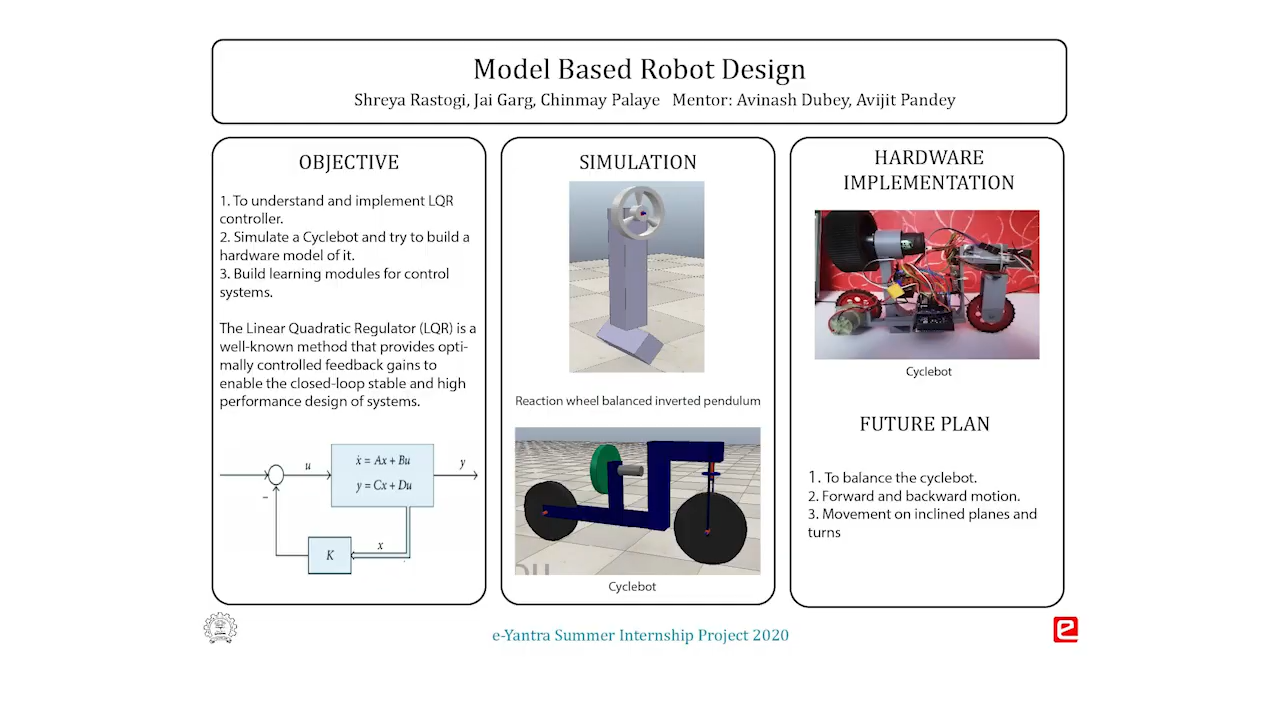 Model Based Robot Design
Shreya Rastogi, Jai Garg, Chinmay Palaye   Mentor: Avinash Dubey, Avijit Pandey
OBJECTIVE
1. To understand and implement LQR
controller.
2. Simulate a Cyclebot and try to build a
hardware model of it.
3. Build learning modules for control
systems.
The Linear Quadratic Regulator (LQR) is a
well-known method that provides opti-
mally controlled feedback gains to
enable the closed-loop stable and high
performance design of systems.
u
ẋ = Ax + Bu
y = Cx + Du
y
−
K
x
SIMULATION
Reaction wheel balanced inverted pendulum
Cyclebot
HARDWARE
IMPLEMENTATION
Cyclebot
FUTURE PLAN
1. To balance the cyclebot.
2. Forward and backward motion.
3. Movement on inclined planes and
turns
e-Yantra Summer Internship Project 2020
e